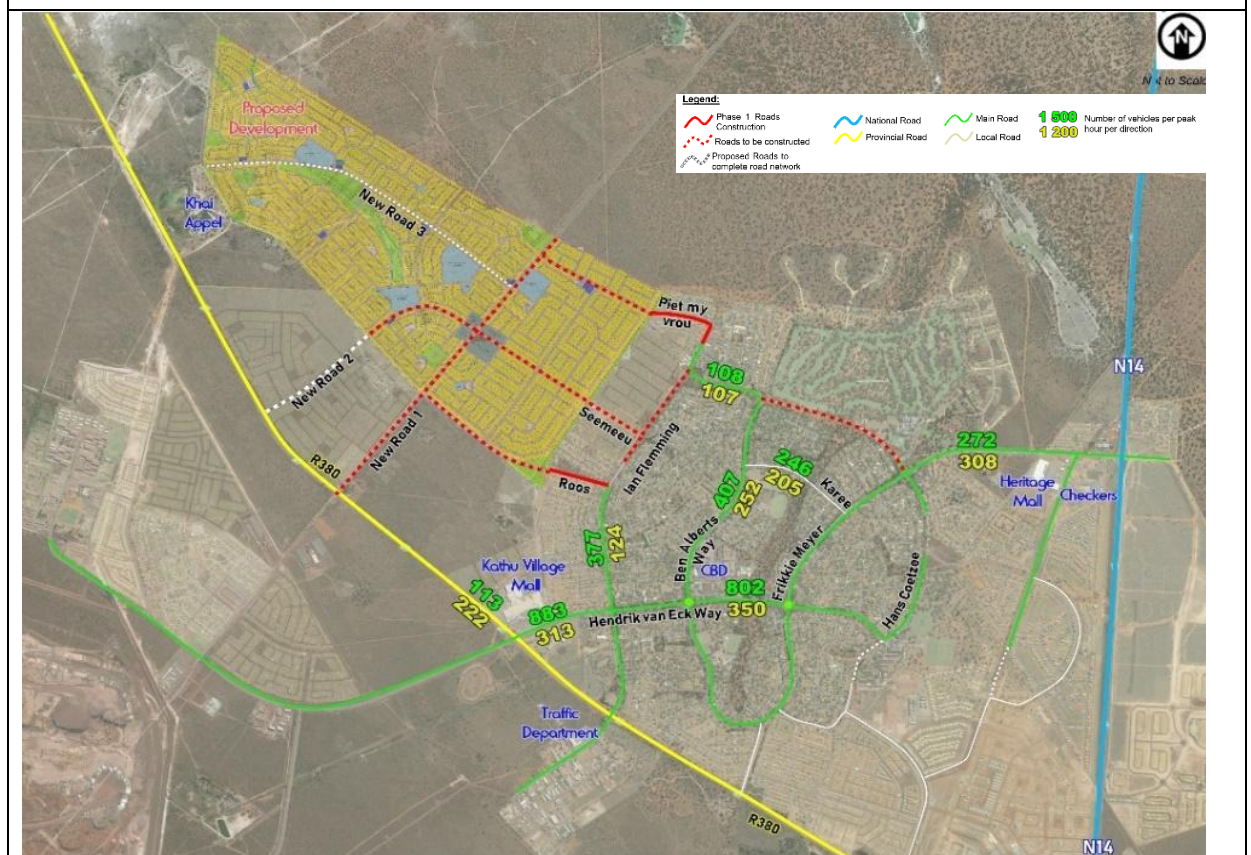 N
Not to Scale
Legend:
Phase 1 Roads
Construction
Roads to be constructed
Proposed Roads to
complete road network
National Road
Provincial Road
Main Road
Local Road
1 500
1 200
Number of vehicles per peak
hour per direction
Proposed
Development
Khai
Appel
New Road 3
Piet my
vrou
N14
108
107
New Road 2
New Road 1
Seemeeu
Ian Flemming
R380
Roos
272
308
246
205
Karee
Heritage
Mall
Checkers
407
252
377
124
Ben Alberts
Way
Frikkie Meyer
Kathu Village
Mall
CBD
113
222
883
313
802
350
Hendrik van Eck Way
Hans Coetzee
Traffic
Department
R380
N14